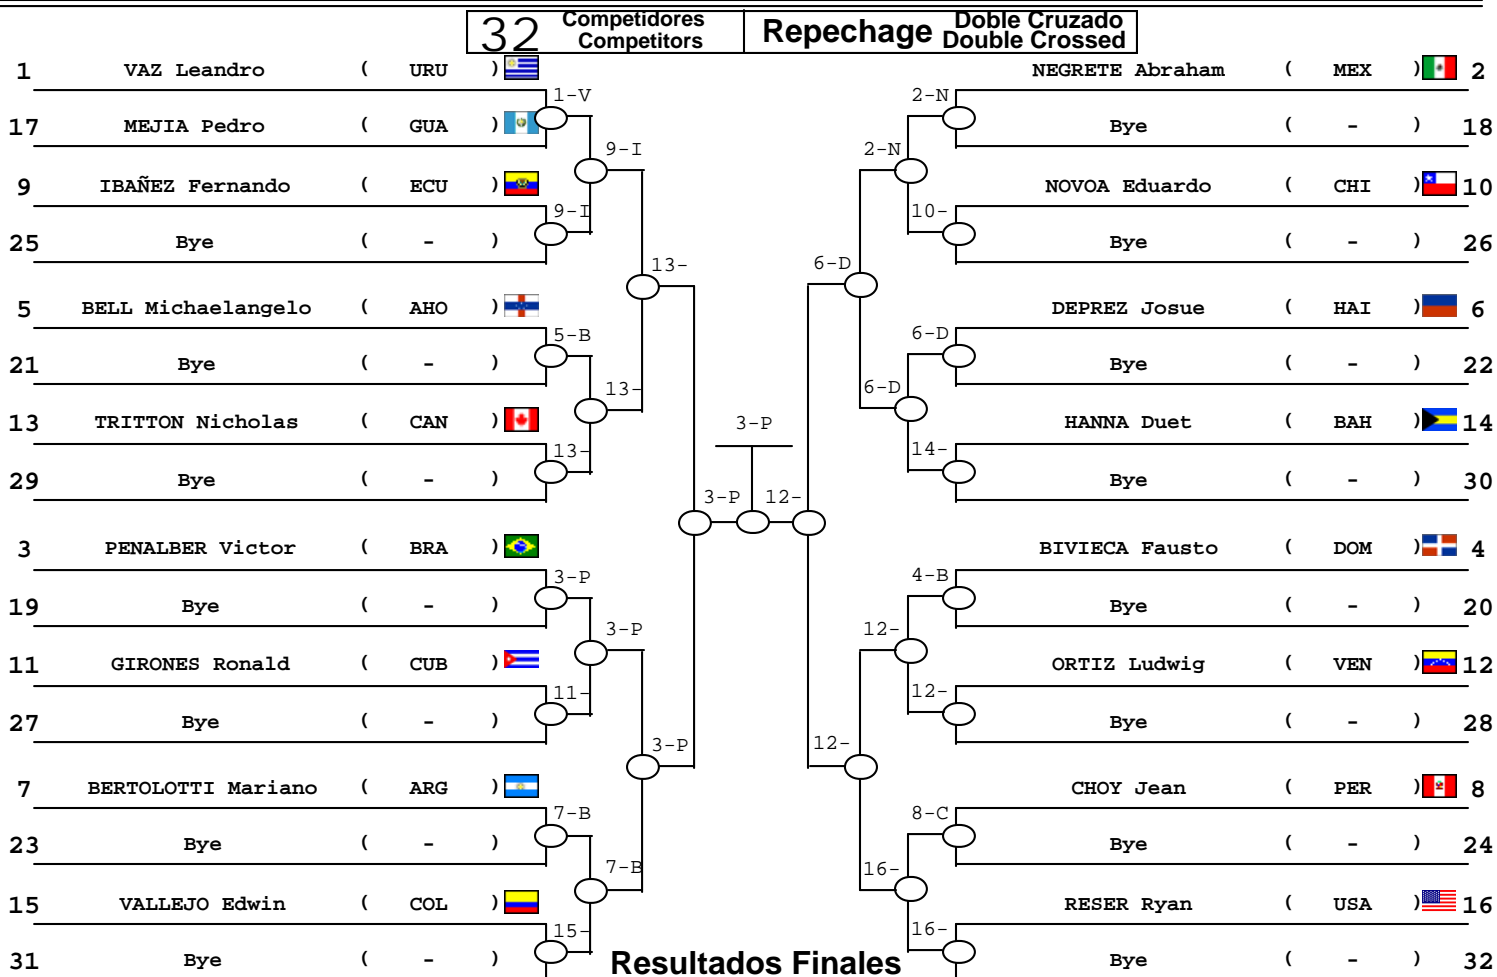 32 Competidores Competitors Repechage Doble Cruzado Double Crossed
1 VAZ Leandro ( URU )
17 MEJIA Pedro ( GUA )
9 IBAÑEZ Fernando ( ECU )
25 Bye ( - )
5 BELL Michaelangelo ( AHO )
21 Bye ( - )
13 TRITTON Nicholas ( CAN )
29 Bye ( - )
3 PENALBER Victor ( BRA )
19 Bye ( - )
11 GIRONES Ronald ( CUB )
27 Bye ( - )
7 BERTOLOTTI Mariano ( ARG )
23 Bye ( - )
15 VALLEJO Edwin ( COL )
31 Bye ( - )
1-V
9-I
5-B
13-
3-P
11-
7-B
15-
9-I
13-
3-P
7-B
13-
3-P
3-P
3-P
12-
6-D
12-
2-N
6-D
12-
16-
2-N
10-
6-D
14-
4-B
12-
8-C
16-
NEGRETE Abraham ( MEX ) 2
Bye ( - ) 18
NOVOA Eduardo ( CHI ) 10
Bye ( - ) 26
DEPREZ Josue ( HAI ) 6
Bye ( - ) 22
HANNA Duet ( BAH ) 14
Bye ( - ) 30
BIVIECA Fausto ( DOM ) 4
Bye ( - ) 20
ORTIZ Ludwig ( VEN ) 12
Bye ( - ) 28
CHOY Jean ( PER ) 8
Bye ( - ) 24
RESER Ryan ( USA ) 16
Bye ( - ) 32
Resultados Finales